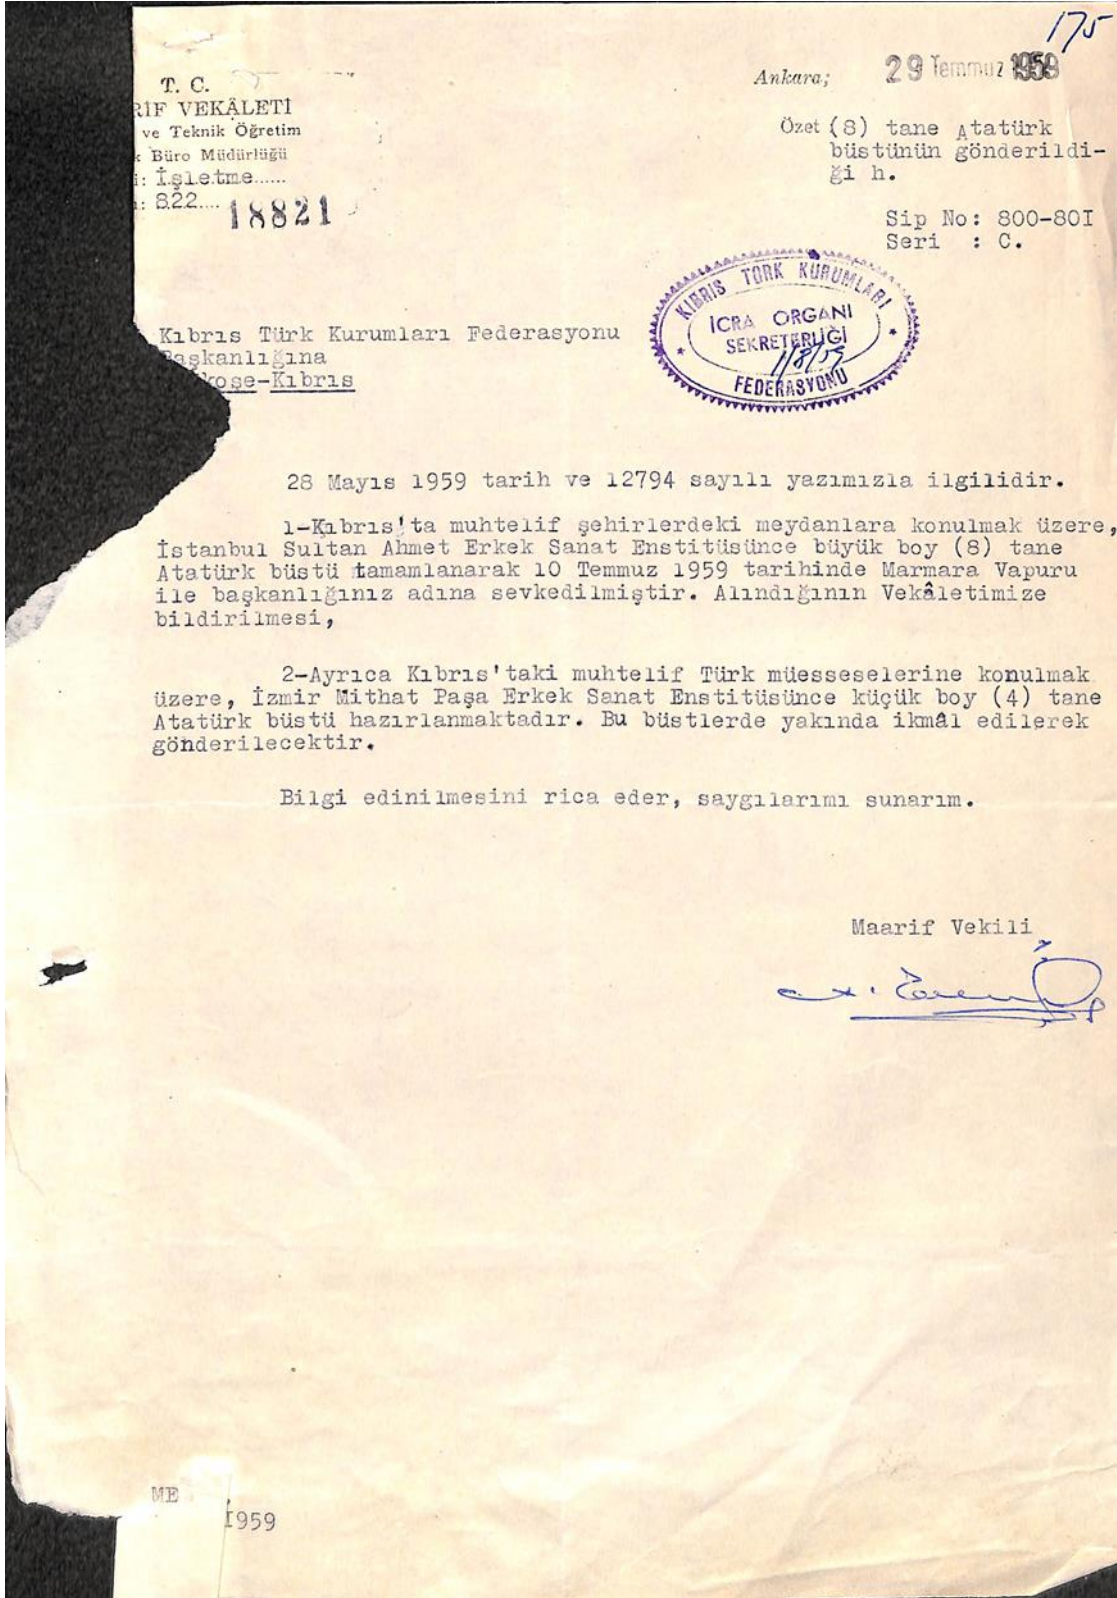 175
T. C.
RİF VEKÂLETİ
ve Teknik Öğretim
k Büro Müdürlüğü
: İşletme......
: 822....
18821
Ankara; 29 Temmuz 1959
Özet (8) tane Atatürk
büstünün gönderildi-
ği h.
Sip No: 800-80I
Seri : C.
KIBRIS TÜRK KURUMLARI
İCRA ORGANI
SEKRETERLİĞİ
1/8/59
FEDERASYONU
Kıbrıs Türk Kurumları Federasyonu
Başkanlığına
koşe-Kıbrıs
28 Mayıs 1959 tarih ve 12794 sayılı yazımızla ilgilidir.
1-Kıbrıs'ta muhtelif şehirlerdeki meydanlara konulmak üzere,
İstanbul Sultan Ahmet Erkek Sanat Enstitüsünce büyük boy (8) tane
Atatürk büstü tamamlanarak 10 Temmuz 1959 tarihinde Marmara Vapuru
ile başkanlığınız adına sevkedilmiştir. Alındığının Vekâletimize
bildirilmesi,
2-Ayrıca Kıbrıs'taki muhtelif Türk müesseselerine konulmak
üzere, İzmir Mithat Paşa Erkek Sanat Enstitüsünce küçük boy (4) tane
Atatürk büstü hazırlanmaktadır. Bu büstlerde yakında ikmâl edilerek
gönderilecektir.
Bilgi edinilmesini rica eder, saygılarımı sunarım.
Maarif Vekili
ME
I959